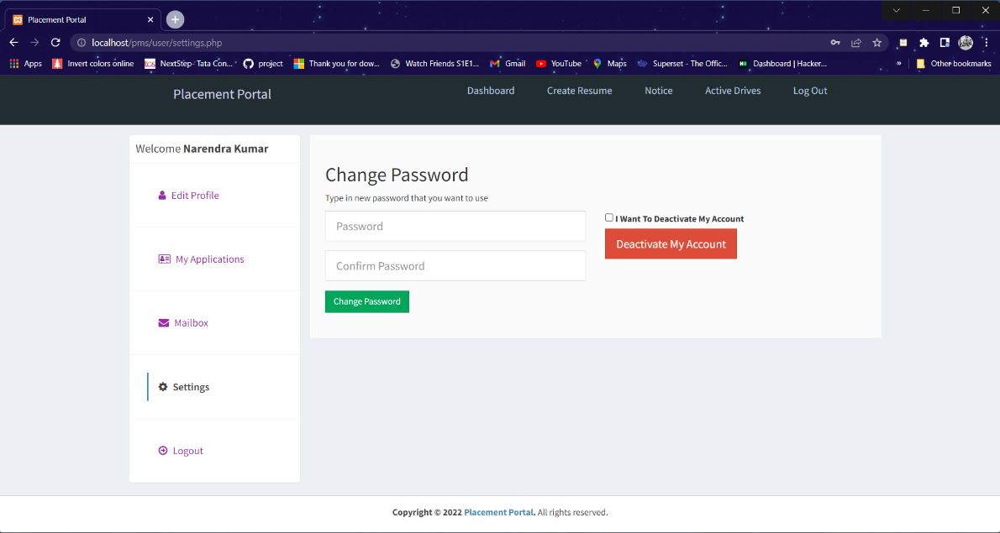 Placement Portal
localhost/pms/user/settings.php
Apps Invert colors online NextStep- Tata Con... project Thank you for dow... Watch Friends S1E1... Gmail YouTube Maps Superset - The Offic... Dashboard | Hacker... » Other bookmarks
Placement Portal Dashboard Create Resume Notice Active Drives Log Out
Welcome Narendra Kumar
Edit Profile
My Applications
Mailbox
Settings
Logout
Change Password
Type in new password that you want to use
Password
Confirm Password
Change Password
I Want To Deactivate My Account
Deactivate My Account
Copyright © 2022 Placement Portal. All rights reserved.